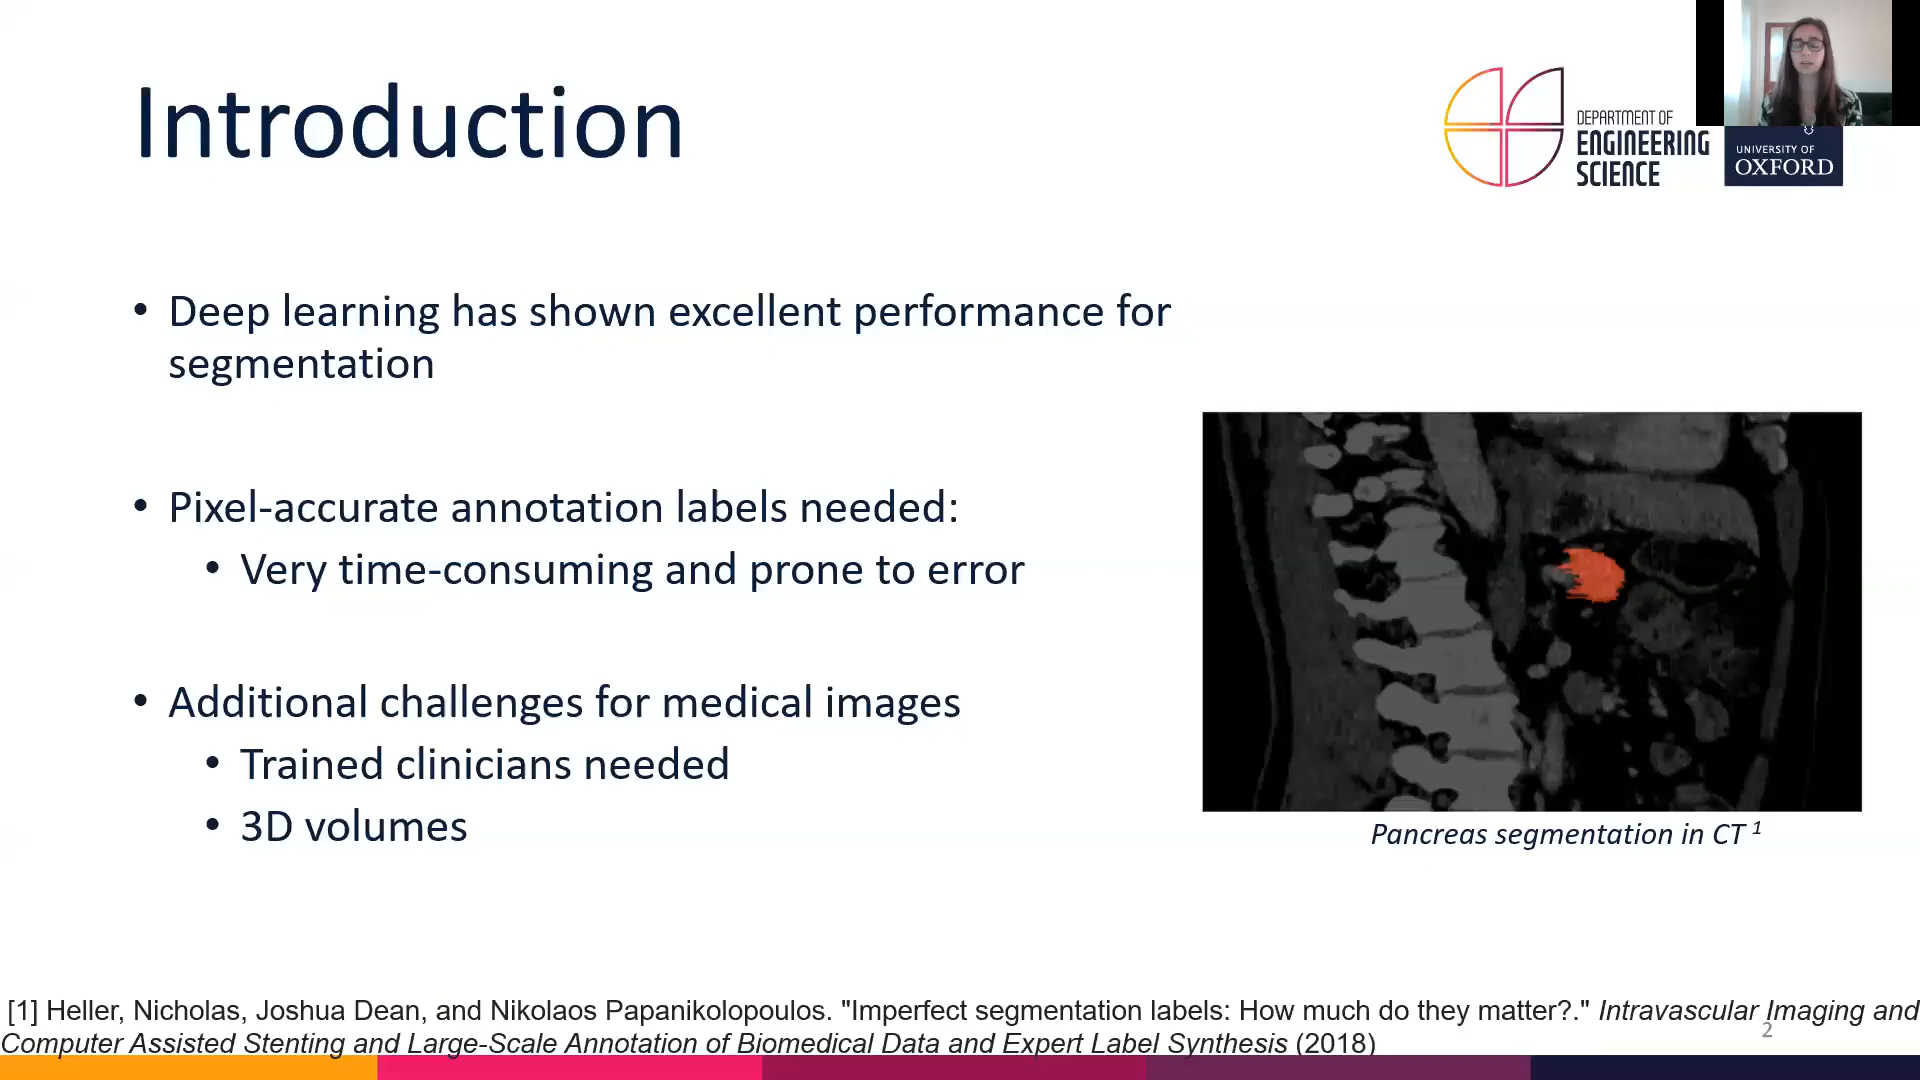 Introduction
DEPARTMENT OF
ENGINEERING
SCIENCE
UNIVERSITY OF
OXFORD
• Deep learning has shown excellent performance for
segmentation
• Pixel-accurate annotation labels needed:
• Very time-consuming and prone to error
• Additional challenges for medical images
• Trained clinicians needed
• 3D volumes
Pancreas segmentation in CT 1
[1] Heller, Nicholas, Joshua Dean, and Nikolaos Papanikolopoulos. "Imperfect segmentation labels: How much do they matter?." Intravascular Imaging and
Computer Assisted Stenting and Large-Scale Annotation of Biomedical Data and Expert Label Synthesis (2018)
2